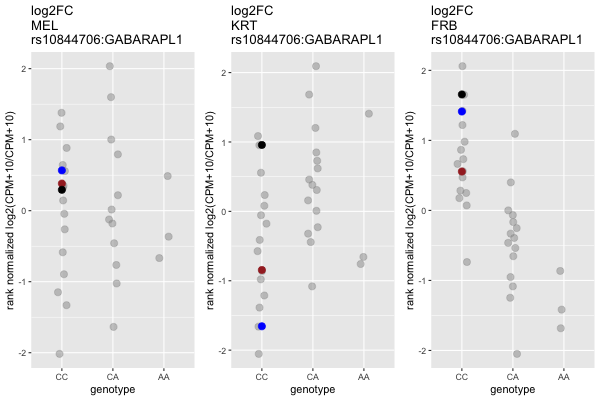 log2FC
MEL
rs10844706:GABARAPL1
rank normalized log2(CPM+10/CPM+10)
2
1
0
-1
-2
CC
CA
AA
genotype
log2FC
KRT
rs10844706:GABARAPL1
rank normalized log2(CPM+10/CPM+10)
2
1
0
-1
-2
CC
CA
AA
genotype
log2FC
FRB
rs10844706:GABARAPL1
rank normalized log2(CPM+10/CPM+10)
2
1
0
-1
-2
CC
CA
AA
genotype